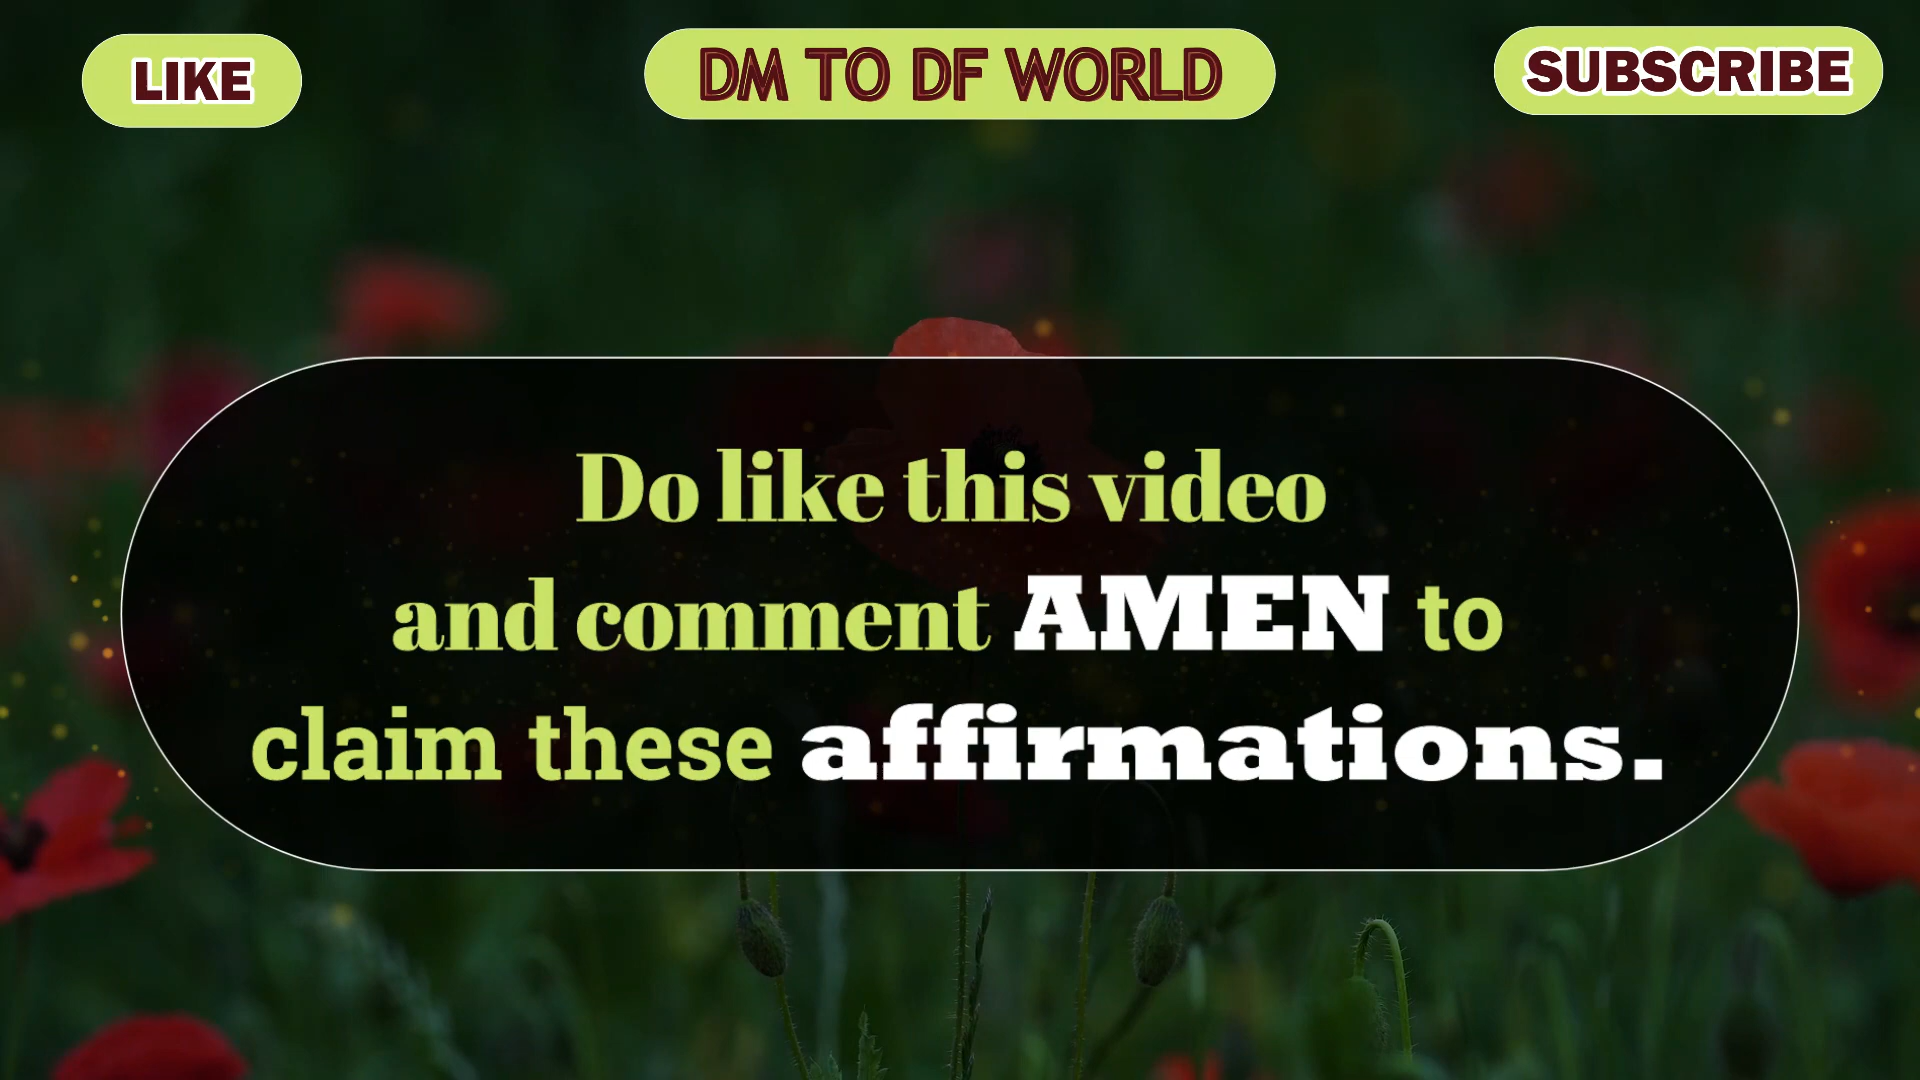 LIKE
DM TO DF WORLD
SUBSCRIBE
Do like this video
and comment AMEN to
claim these affirmations.